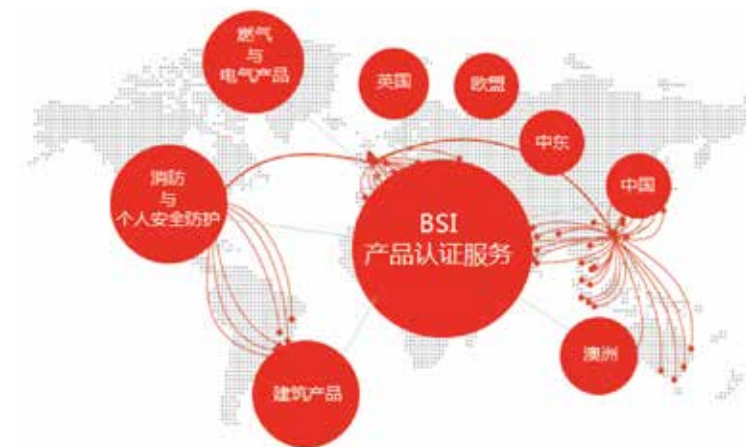 燃气
与
电气产品
英国
欧盟
中东
中国
消防
与
个人安全防护
BSI
产品认证服务
澳洲
建筑产品